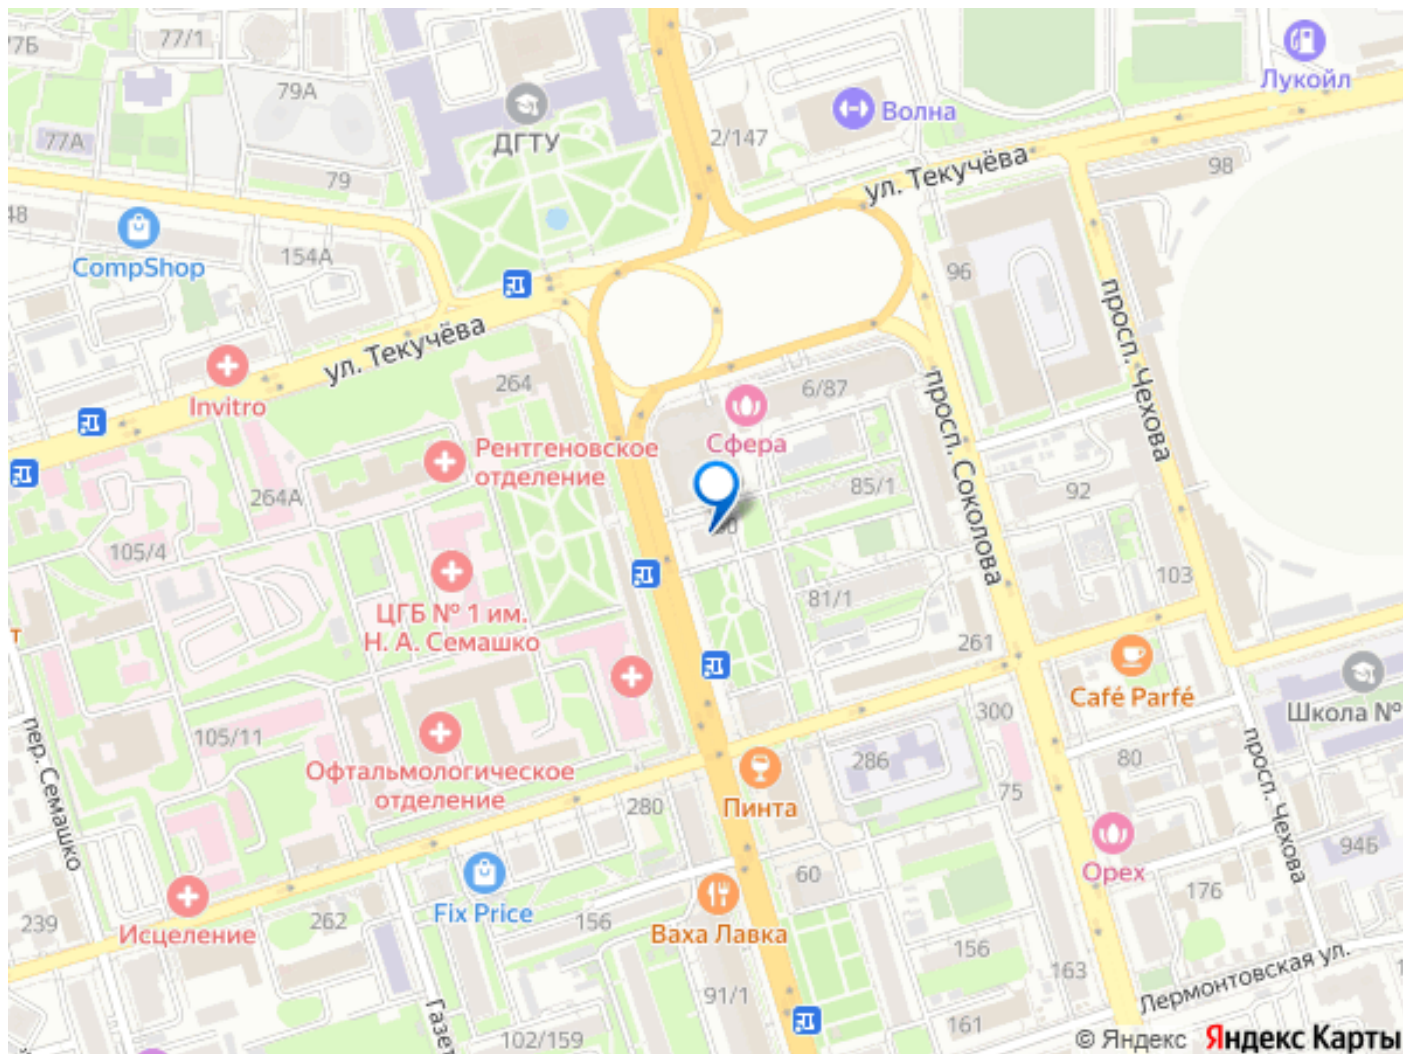 77Б
77/1
79А
77А
79
ДГТУ
2/147
Волна
Лукойл
ул. Текучёва
98
48
CompShop
154А
96
просп. Чехова
ул. Текучёва
Invitro
264
6/87
Сфера
просп. Соколова
Рентгеновское
отделение
264А
85/1
92
105/4
ЦГБ № 1 им.
Н. А. Семашко
81/1
103
261
Café Parfé
Школа №
пер. Семашко
105/11
Офтальмологическое
отделение
300
286
75
80
просп. Чехова
280
Пинта
60
Орех
94Б
176
239
Исцеление
262
Fix Price
156
Ваха Лавка
156
163
Лермонтовская ул.
91/1
161
Газет
102/159
© Яндекс Яндекс Карты